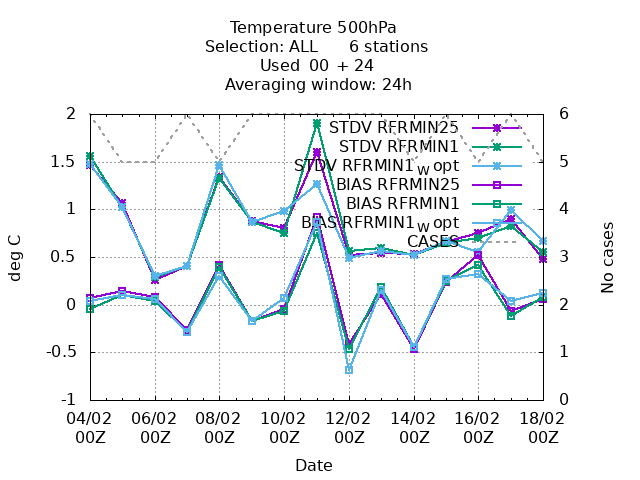 Temperature 500hPa
Selection: ALL 6 stations
Used 00 + 24
Averaging window: 24h
2
1.5
1
0.5
0
-0.5
-1
deg C
6
5
4
3
2
1
0
No cases
STDV RFRMIN25
STDV RFRMIN1
STDV RFRMIN1_w opt
BIAS RFRMIN25
BIAS RFRMIN1
BIAS RFRMIN1_w opt
CASES
04/02 06/02 08/02 10/02 12/02 14/02 16/02 18/02
00Z 00Z 00Z 00Z 00Z 00Z 00Z 00Z
Date